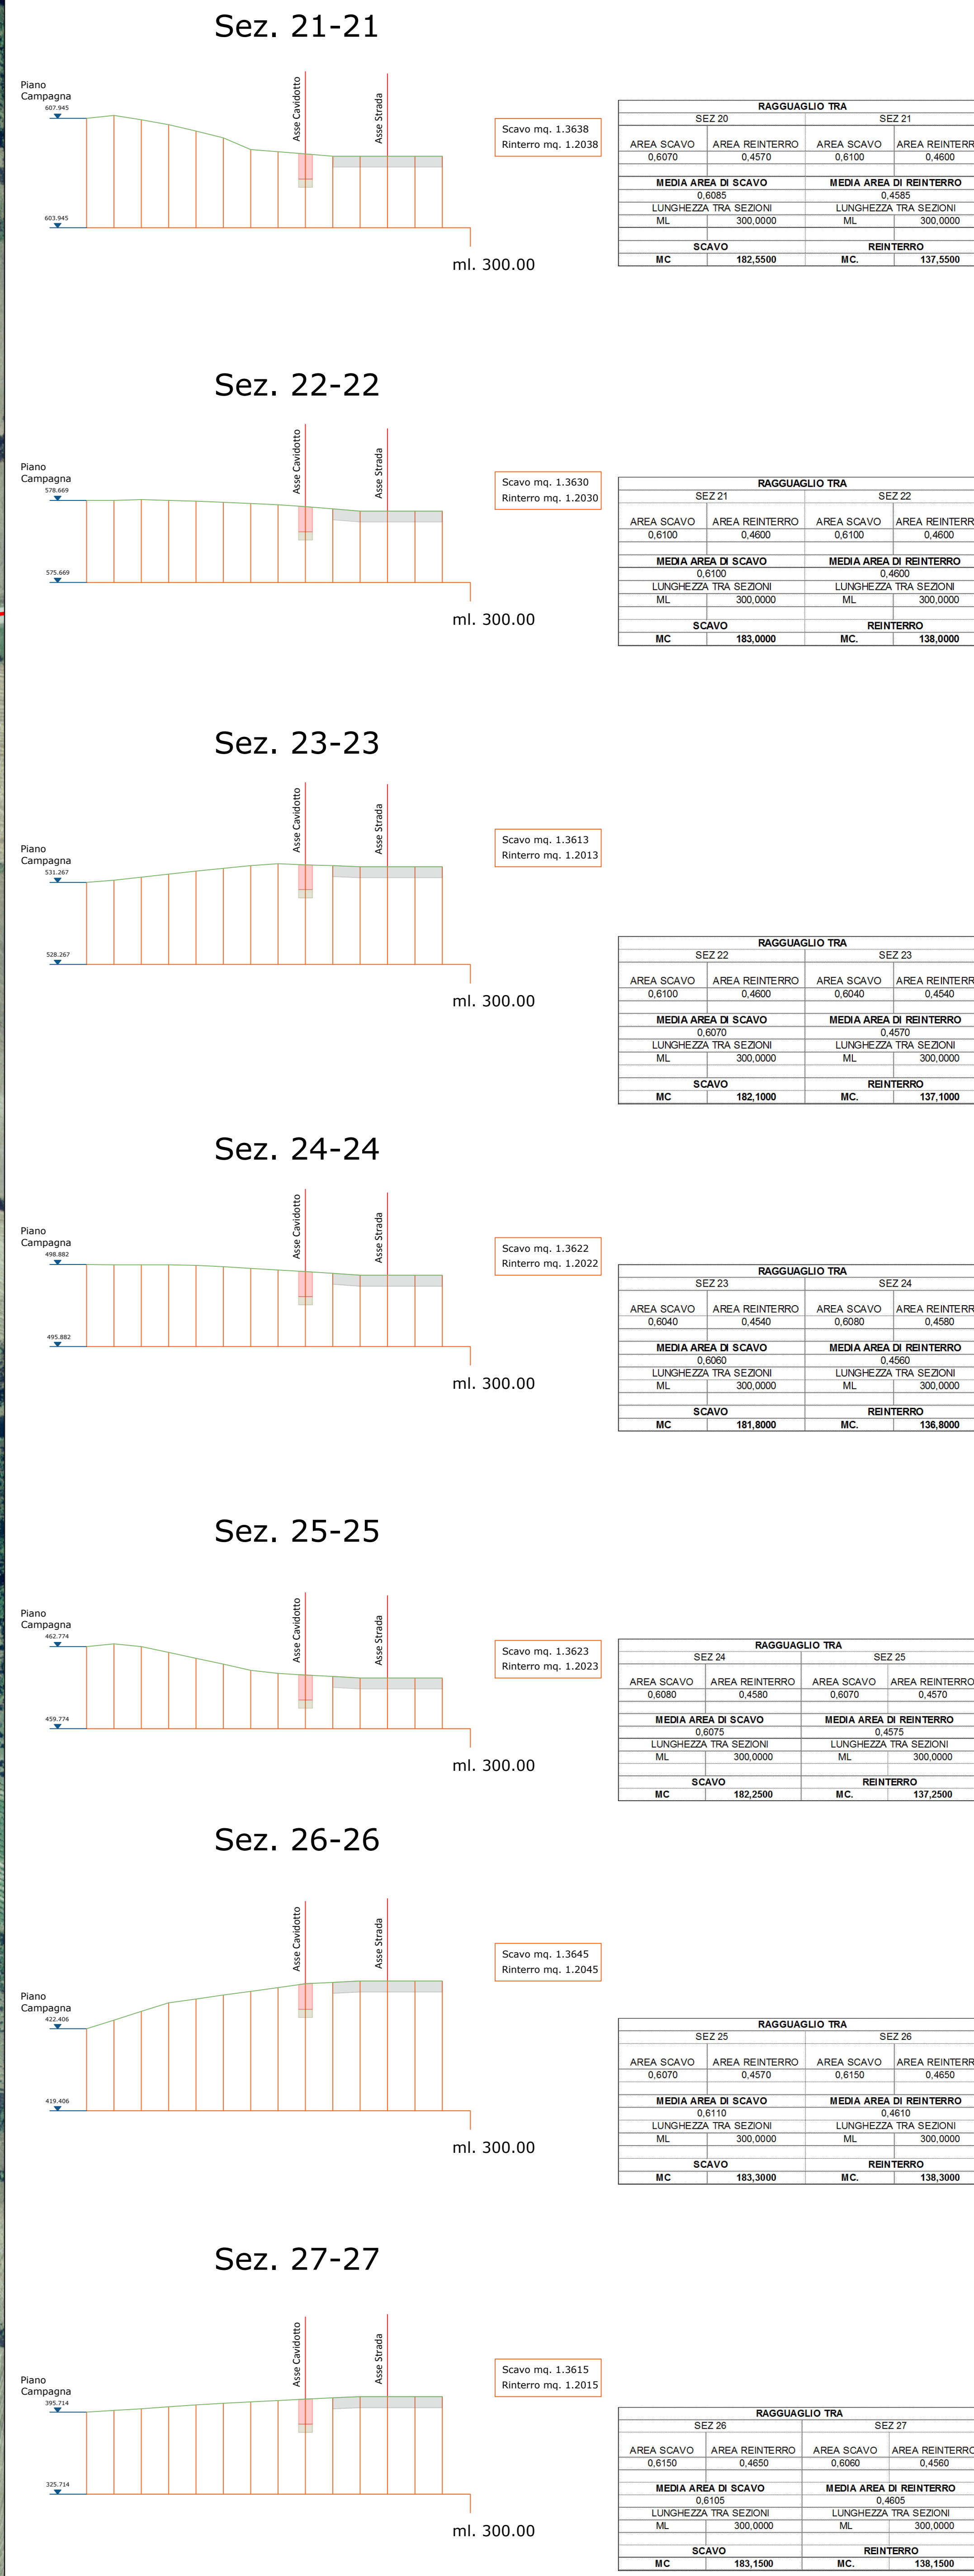 Sez. 21-21
Piano
Campagna
607.945
603.945
Asse Cavidotto
Asse Strada
Scavo mq. 1.3638
Rinterro mq. 1.2038
ml. 300.00
RAGGUAGLIO TRA
SEZ 20 SEZ 21
AREA SCAVO AREA REINTERRO AREA SCAVO AREA REINTERR
0,6070 0,4570 0,6100 0,4600
MEDIA AREA DI SCAVO MEDIA AREA DI REINTERRO
0,6085 0,4585
LUNGHEZZA TRA SEZIONI LUNGHEZZA TRA SEZIONI
ML 300,0000 ML 300,0000
SCAVO REINTERRO
MC 182,5500 MC. 137,5500
Sez. 22-22
Piano
Campagna
578.669
575.669
Asse Cavidotto
Asse Strada
Scavo mq. 1.3630
Rinterro mq. 1.2030
ml. 300.00
RAGGUAGLIO TRA
SEZ 21 SEZ 22
AREA SCAVO AREA REINTERRO AREA SCAVO AREA REINTERR
0,6100 0,4600 0,6100 0,4600
MEDIA AREA DI SCAVO MEDIA AREA DI REINTERRO
0,6100 0,4600
LUNGHEZZA TRA SEZIONI LUNGHEZZA TRA SEZIONI
ML 300,0000 ML 300,0000
SCAVO REINTERRO
MC 183,0000 MC. 138,0000
Sez. 23-23
Piano
Campagna
531.267
528.267
Asse Cavidotto
Asse Strada
Scavo mq. 1.3613
Rinterro mq. 1.2013
ml. 300.00
RAGGUAGLIO TRA
SEZ 22 SEZ 23
AREA SCAVO AREA REINTERRO AREA SCAVO AREA REINTERR
0,6100 0,4600 0,6040 0,4540
MEDIA AREA DI SCAVO MEDIA AREA DI REINTERRO
0,6070 0,4570
LUNGHEZZA TRA SEZIONI LUNGHEZZA TRA SEZIONI
ML 300,0000 ML 300,0000
SCAVO REINTERRO
MC 182,1000 MC. 137,1000
Sez. 24-24
Piano
Campagna
498.882
495.882
Asse Cavidotto
Asse Strada
Scavo mq. 1.3622
Rinterro mq. 1.2022
ml. 300.00
RAGGUAGLIO TRA
SEZ 23 SEZ 24
AREA SCAVO AREA REINTERRO AREA SCAVO AREA REINTERR
0,6040 0,4540 0,6080 0,4580
MEDIA AREA DI SCAVO MEDIA AREA DI REINTERRO
0,6060 0,4560
LUNGHEZZA TRA SEZIONI LUNGHEZZA TRA SEZIONI
ML 300,0000 ML 300,0000
SCAVO REINTERRO
MC 181,8000 MC. 136,8000
Sez. 25-25
Piano
Campagna
462.774
459.774
Asse Cavidotto
Asse Strada
Scavo mq. 1.3623
Rinterro mq. 1.2023
ml. 300.00
RAGGUAGLIO TRA
SEZ 24 SEZ 25
AREA SCAVO AREA REINTERRO AREA SCAVO AREA REINTERRO
0,6080 0,4580 0,6070 0,4570
MEDIA AREA DI SCAVO MEDIA AREA DI REINTERRO
0,6075 0,4575
LUNGHEZZA TRA SEZIONI LUNGHEZZA TRA SEZIONI
ML 300,0000 ML 300,0000
SCAVO REINTERRO
MC 182,2500 MC. 137,2500
Sez. 26-26
Piano
Campagna
422.406
419.406
Asse Cavidotto
Asse Strada
Scavo mq. 1.3645
Rinterro mq. 1.2045
ml. 300.00
RAGGUAGLIO TRA
SEZ 25 SEZ 26
AREA SCAVO AREA REINTERRO AREA SCAVO AREA REINTERR
0,6070 0,4570 0,6150 0,4650
MEDIA AREA DI SCAVO MEDIA AREA DI REINTERRO
0,6110 0,4610
LUNGHEZZA TRA SEZIONI LUNGHEZZA TRA SEZIONI
ML 300,0000 ML 300,0000
SCAVO REINTERRO
MC 183,3000 MC. 138,3000
Sez. 27-27
Piano
Campagna
395.714
325.714
Asse Cavidotto
Asse Strada
Scavo mq. 1.3615
Rinterro mq. 1.2015
ml. 300.00
RAGGUAGLIO TRA
SEZ 26 SEZ 27
AREA SCAVO AREA REINTERRO AREA SCAVO AREA REINTERRO
0,6150 0,4650 0,6060 0,4560
MEDIA AREA DI SCAVO MEDIA AREA DI REINTERRO
0,6105 0,4605
LUNGHEZZA TRA SEZIONI LUNGHEZZA TRA SEZIONI
ML 300,0000 ML 300,0000
SCAVO REINTERRO
MC 183,1500 MC. 138,1500